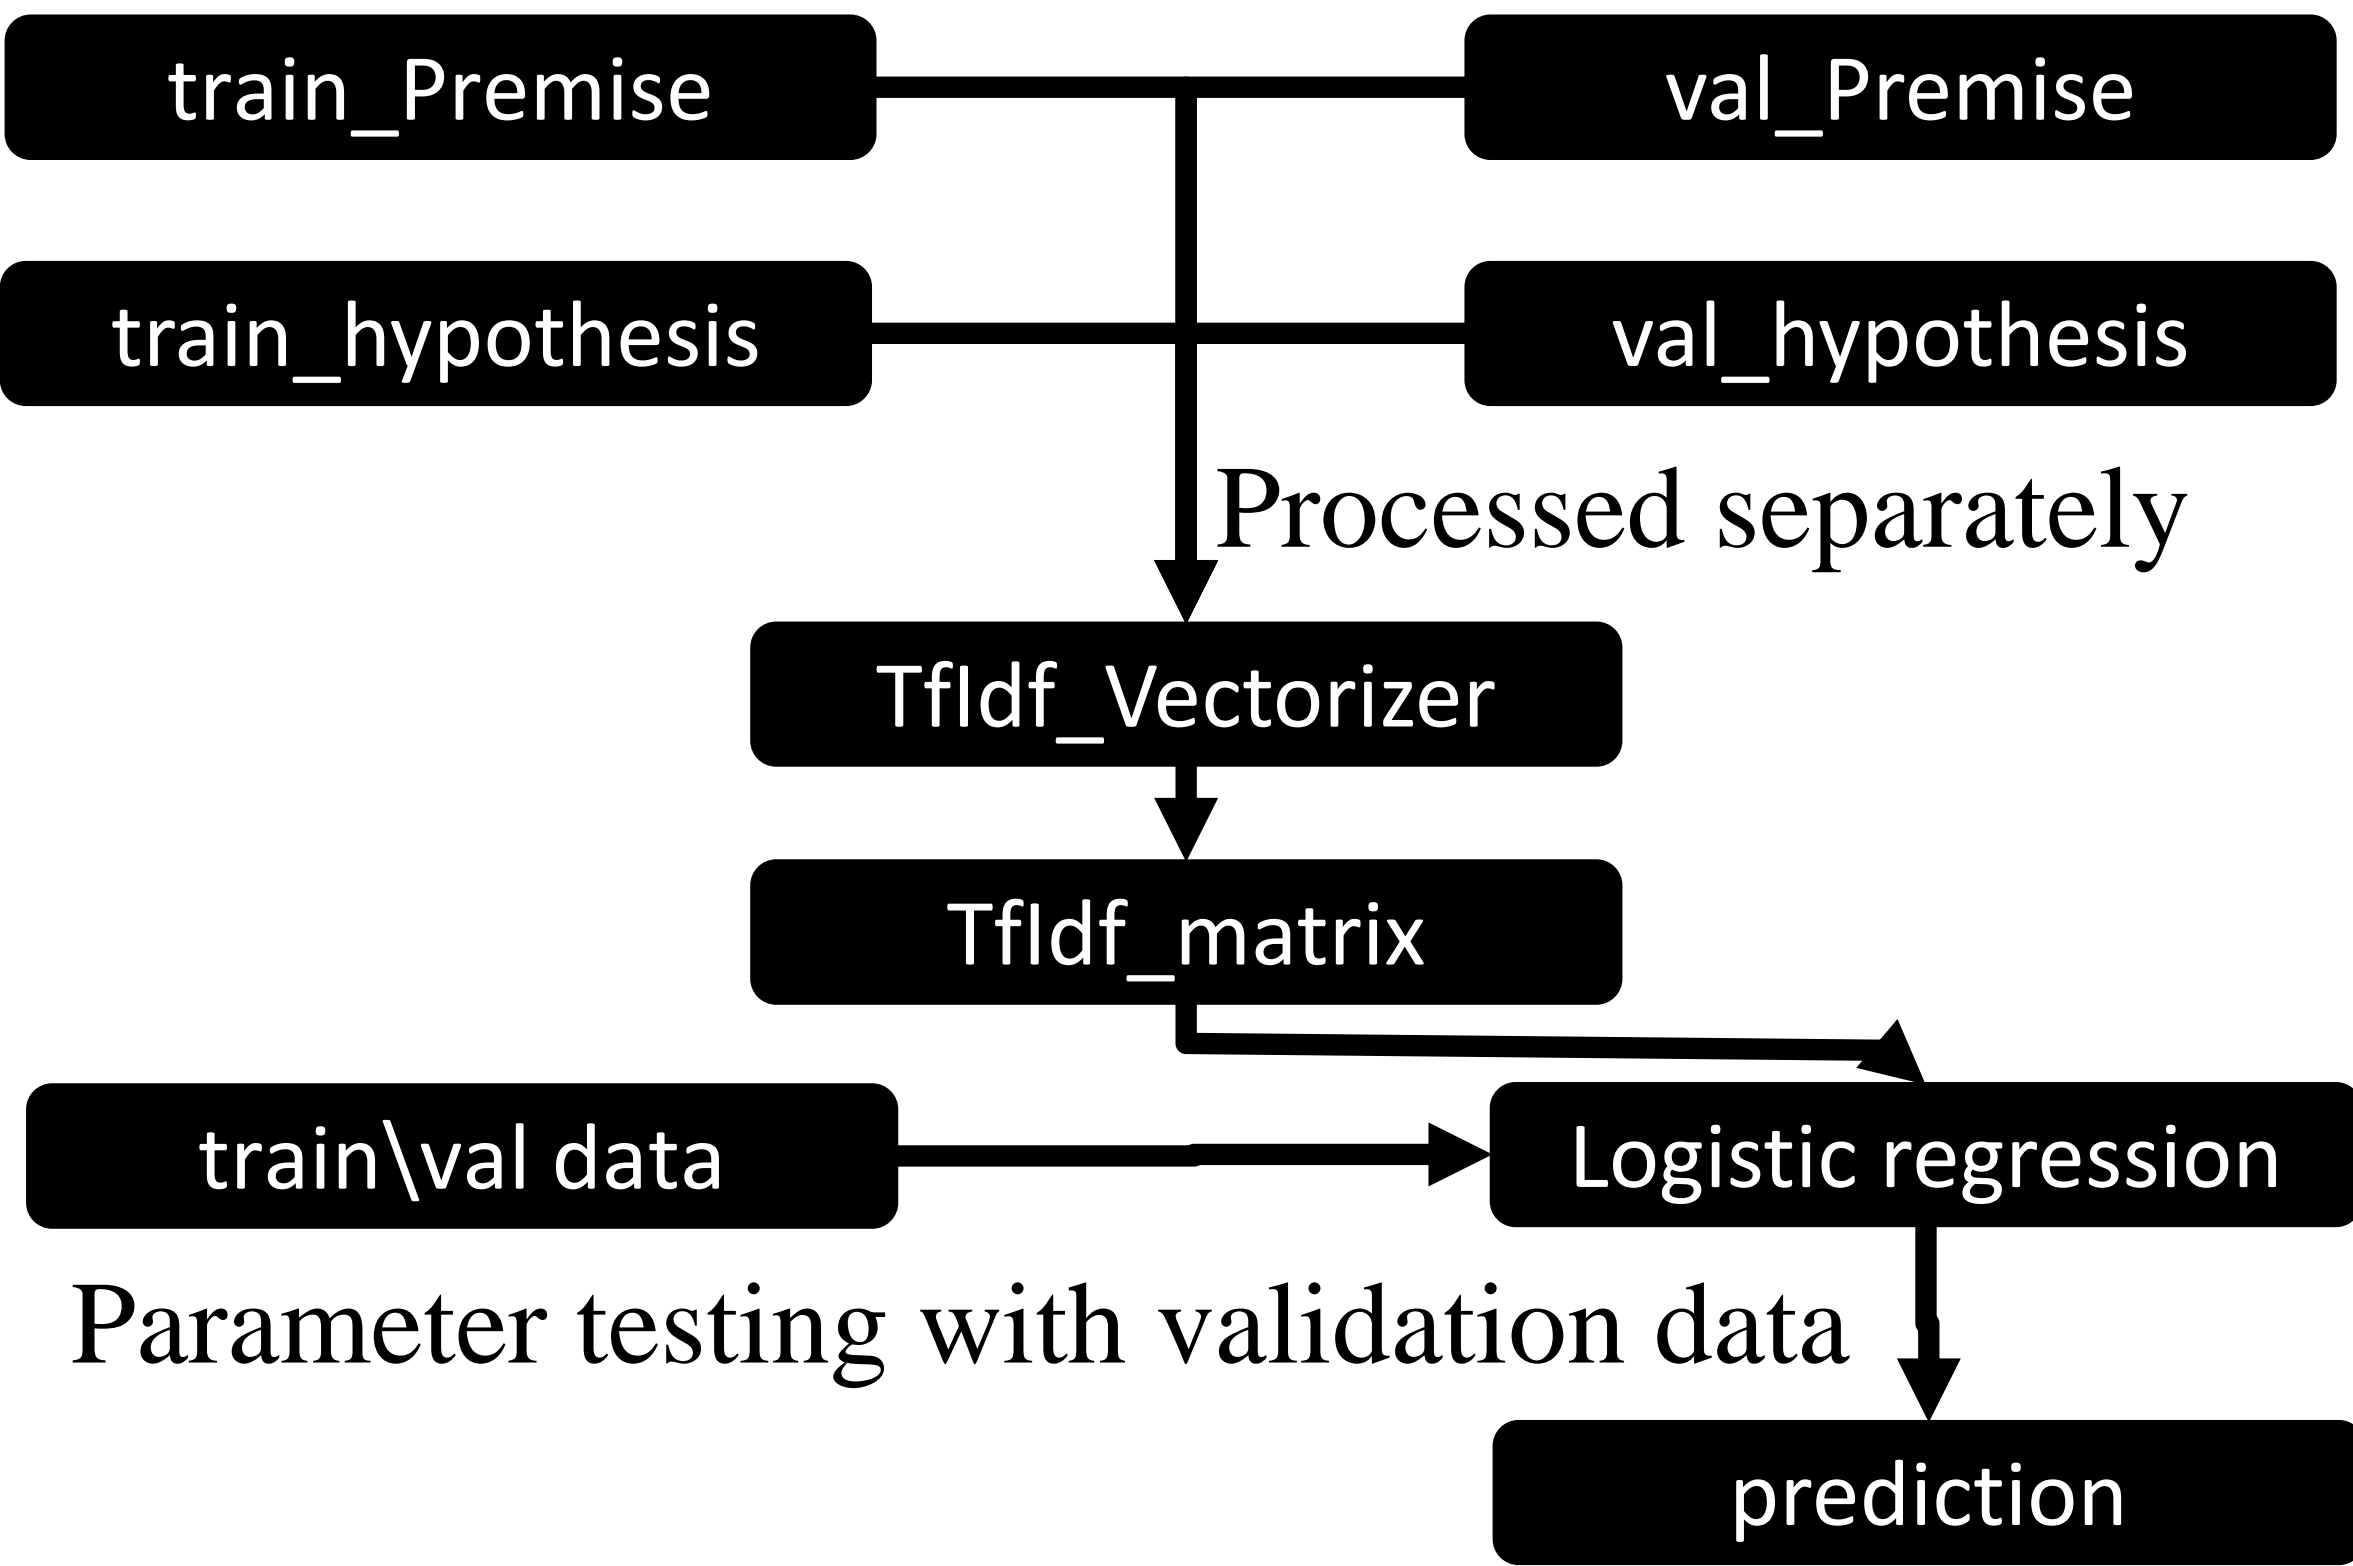 train_Premise
val_Premise
train_hypothesis
val_hypothesis
Processed separately
TfIdf_Vectorizer
TfIdf_matrix
train\val data
Logistic regression
Parameter testing with validation data
prediction